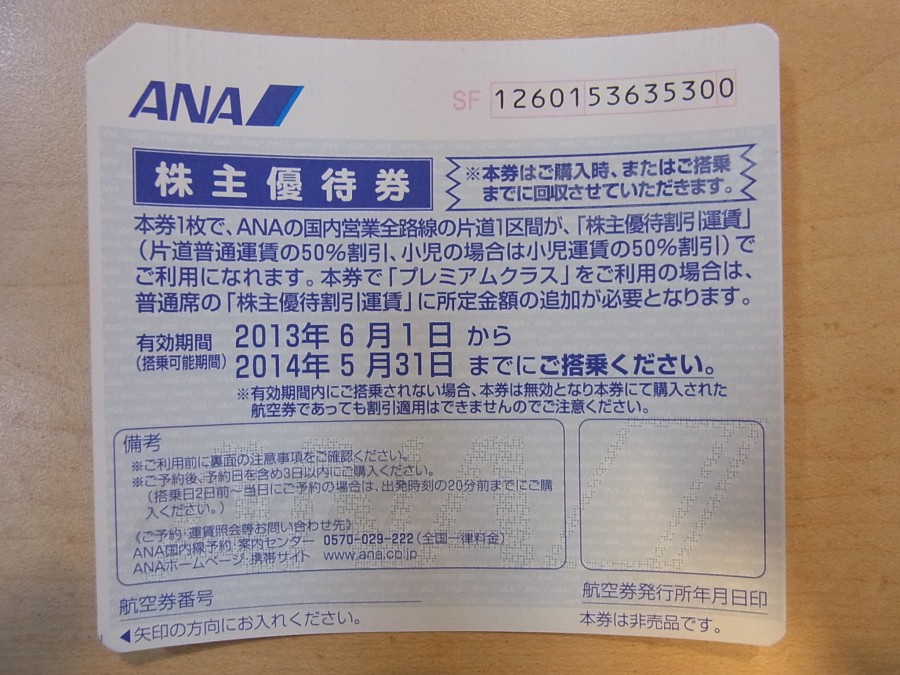 ANA
SF 1260153635300
株主優待券
※本券はご購入時、またはご搭乗
までに回収させていただきます。
本券1枚で、ANAの国内営業全路線の片道1区間が、「株主優待割引運賃」
（片道普通運賃の50%割引、小児の場合は小児運賃の50%割引）で
ご利用になれます。本券で「プレミアムクラス」をご利用の場合は、
普通席の「株主優待割引運賃」に所定金額の追加が必要となります。
有効期間 2013年 6月 1日 から
(搭乗可能期間) 2014年 5月31日 までにご搭乗ください。
※有効期間内にご搭乗されない場合、本券は無効となり本券にて購入された
航空券であっても割引適用はできませんのでご注意ください。
備考
※ご利用前に裏面の注意事項をご確認ください。
※ご予約後、予約日を含め3日以内にご購入ください。
（搭乗日2日前〜当日にご予約の場合は、出発時刻の20分前までにご購
入ください。）
《ご予約・運賃照会等お問い合わせ先》
ANA国内線予約・案内センター 0570-029-222（全国一律料金）
ANAホームページ・携帯サイト www.ana.co.jp
航空券番号
航空券発行所年月日印
◀矢印の方向にお入れください。
本券は非売品です。